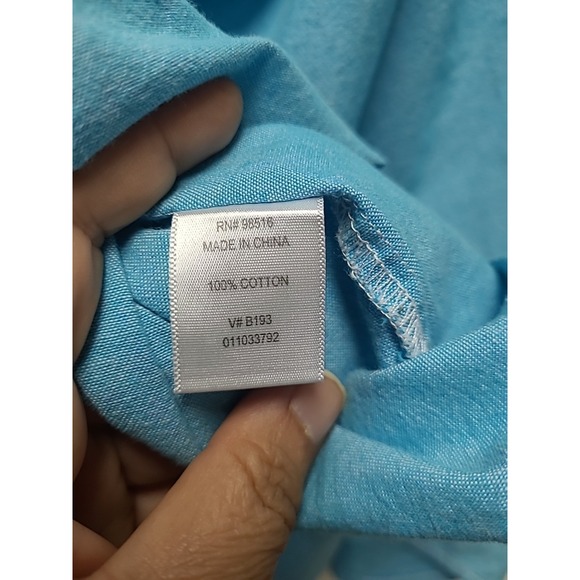 RN# 98516
MADE IN CHINA
100% COTTON
V# B193
011033792